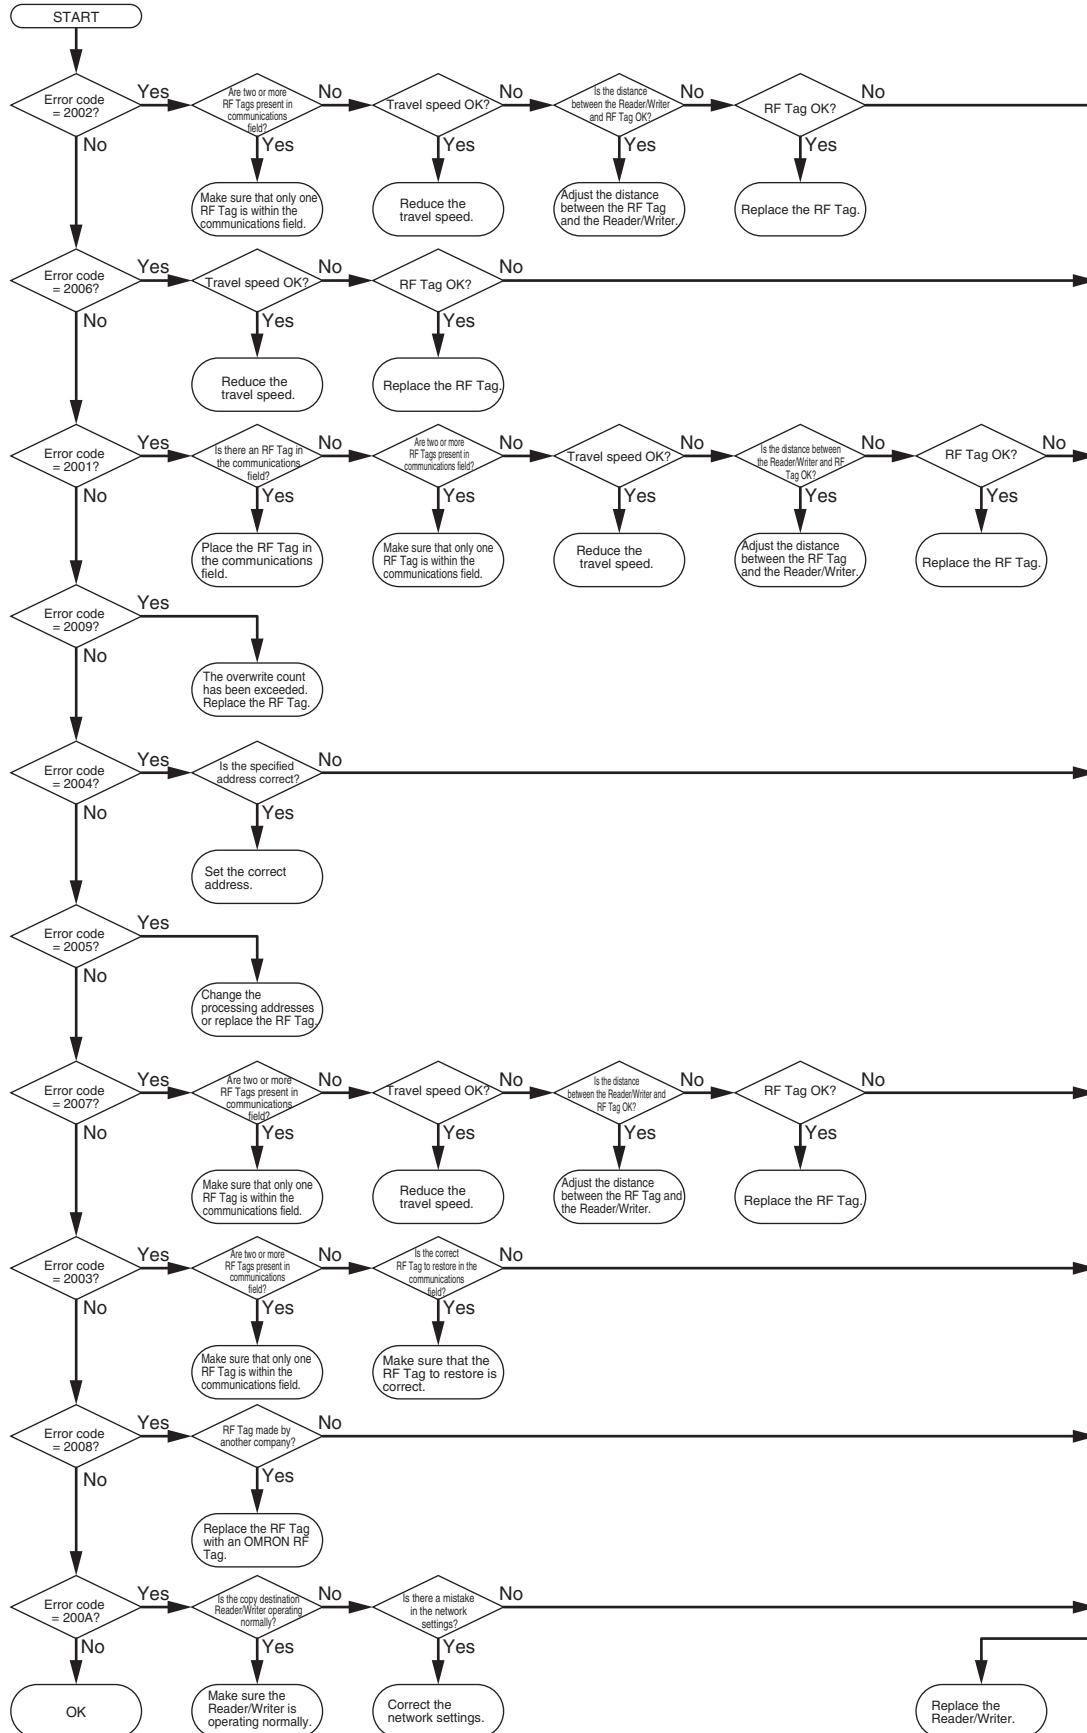 START
Error code
= 2002?
Yes
No
Are two or more
RF Tags present in
communications
field?
No
Yes
Travel speed OK?
No
Yes
Is the distance
between the Reader/Writer
and RF Tag OK?
No
Yes
RF Tag OK?
No
Yes
Make sure that only one
RF Tag is within the
communications field.
Reduce the
travel speed.
Adjust the distance
between the RF Tag
and the Reader/Writer.
Replace the RF Tag.
Error code
= 2006?
Yes
No
Travel speed OK?
No
Yes
RF Tag OK?
No
Yes
Reduce the
travel speed.
Replace the RF Tag.
Error code
= 2001?
Yes
No
Is there an RF Tag in
the communications
field?
No
Yes
Are two or more
RF Tags present in
communications field?
No
Yes
Travel speed OK?
No
Yes
Is the distance between
the Reader/Writer and RF
Tag OK?
No
Yes
RF Tag OK?
No
Yes
Place the RF Tag in
the communications
field.
Make sure that only one
RF Tag is within the
communications field.
Reduce the
travel speed.
Adjust the distance
between the RF Tag
and the Reader/Writer.
Replace the RF Tag.
Error code
= 2009?
Yes
No
The overwrite count
has been exceeded.
Replace the RF Tag.
Error code
= 2004?
Yes
No
Is the specified
address correct?
No
Yes
Set the correct
address.
Error code
= 2005?
Yes
No
Change the
processing addresses
or replace the RF Tag.
Error code
= 2007?
Yes
No
Are two or more
RF Tags present in
communications
field?
No
Yes
Travel speed OK?
No
Yes
Is the distance
between the Reader/Writer and
RF Tag OK?
No
Yes
RF Tag OK?
No
Yes
Make sure that only one
RF Tag is within the
communications field.
Reduce the
travel speed.
Adjust the distance
between the RF Tag and
the Reader/Writer.
Replace the RF Tag.
Error code
= 2003?
Yes
No
Are two or more
RF Tags present in
communications
field?
No
Yes
Is the correct
RF Tag to restore in the
communications
field?
No
Yes
Make sure that only one
RF Tag is within the
communications field.
Make sure that the
RF Tag to restore is
correct.
Error code
= 2008?
Yes
No
RF Tag made by
another company?
No
Yes
Replace the RF Tag
with an OMRON RF
Tag.
Error code
= 200A?
Yes
No
Is the copy destination
Reader/Writer operating
normally?
No
Yes
Is there a mistake
in the network
settings?
No
Yes
OK
Make sure the
Reader/Writer is
operating normally.
Correct the
network settings.
Replace the
Reader/Writer.